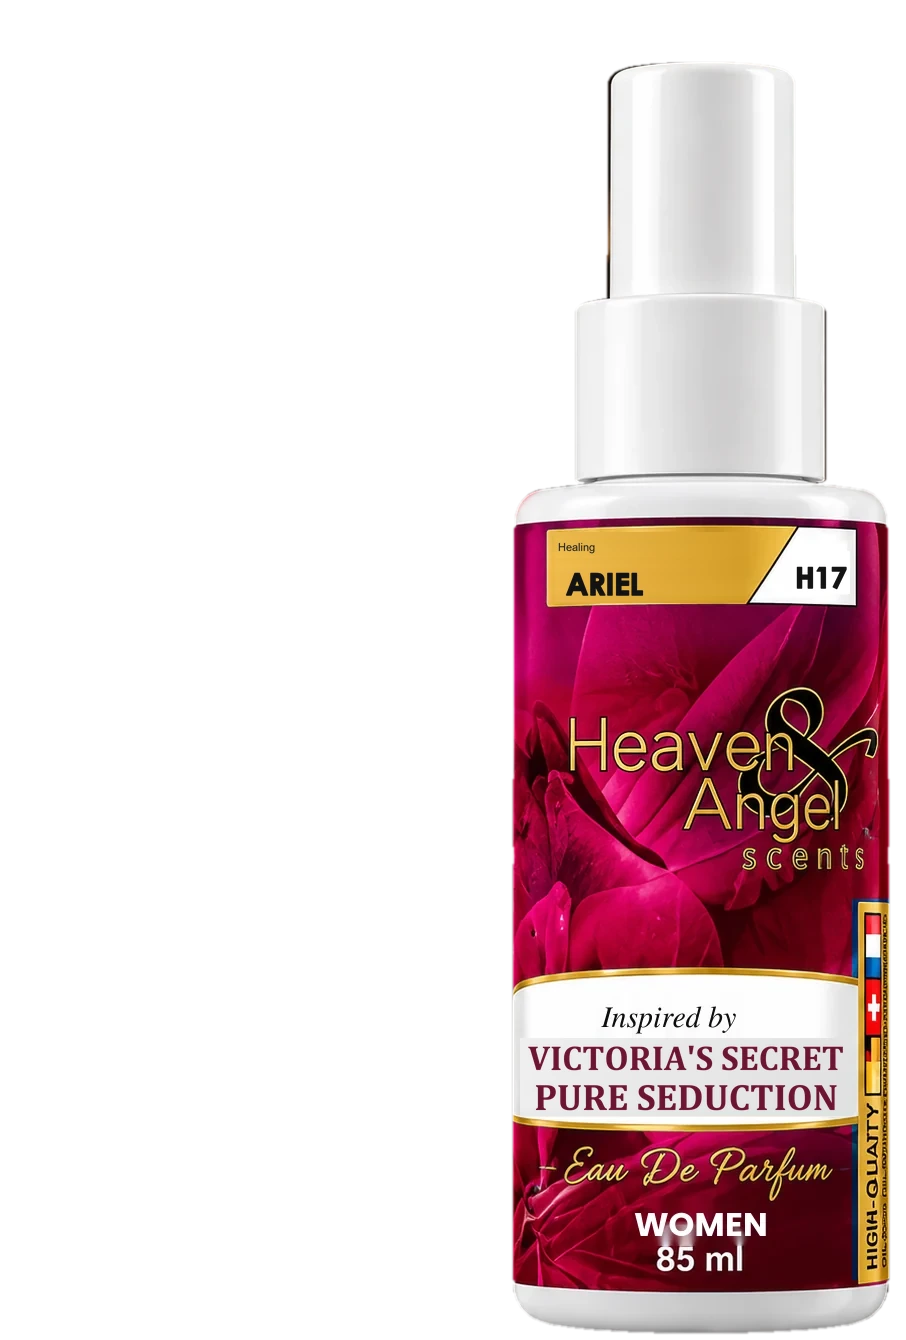 Healing
ARIEL
H17
Heaven &
Angel
scents
Inspired by
VICTORIA'S SECRET
PURE SEDUCTION
Eau De Parfum
WOMEN
85 ml
HIGIH-QUAITY